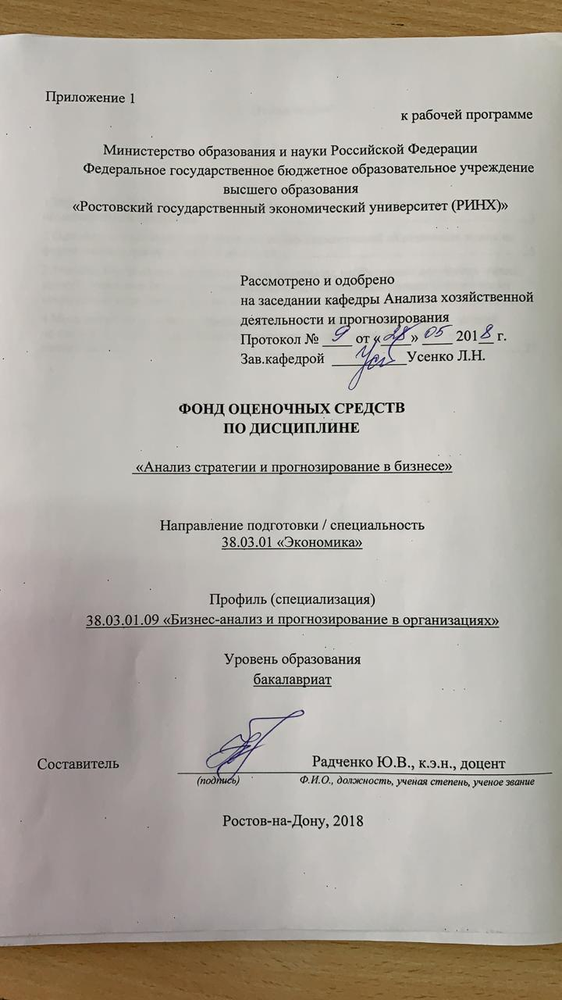 Приложение 1
к рабочей программе
Министерство образования и науки Российской Федерации
Федеральное государственное бюджетное образовательное учреждение
высшего образования
«Ростовский государственный экономический университет (РИНХ)»
Рассмотрено и одобрено
на заседании кафедры Анализа хозяйственной
деятельности и прогнозирования
Протокол № 9 от «28» 05 2018 г.
Зав.кафедрой Усенко Л.Н.
ФОНД ОЦЕНОЧНЫХ СРЕДСТВ
ПО ДИСЦИПЛИНЕ
«Анализ стратегии и прогнозирование в бизнесе»
Направление подготовки / специальность
38.03.01 «Экономика»
Профиль (специализация)
38.03.01.09 «Бизнес-анализ и прогнозирование в организациях»
Уровень образования
бакалавриат
Составитель Радченко Ю.В., к.э.н., доцент
(подпись) Ф.И.О., должность, ученая степень, ученое звание
Ростов-на-Дону, 2018